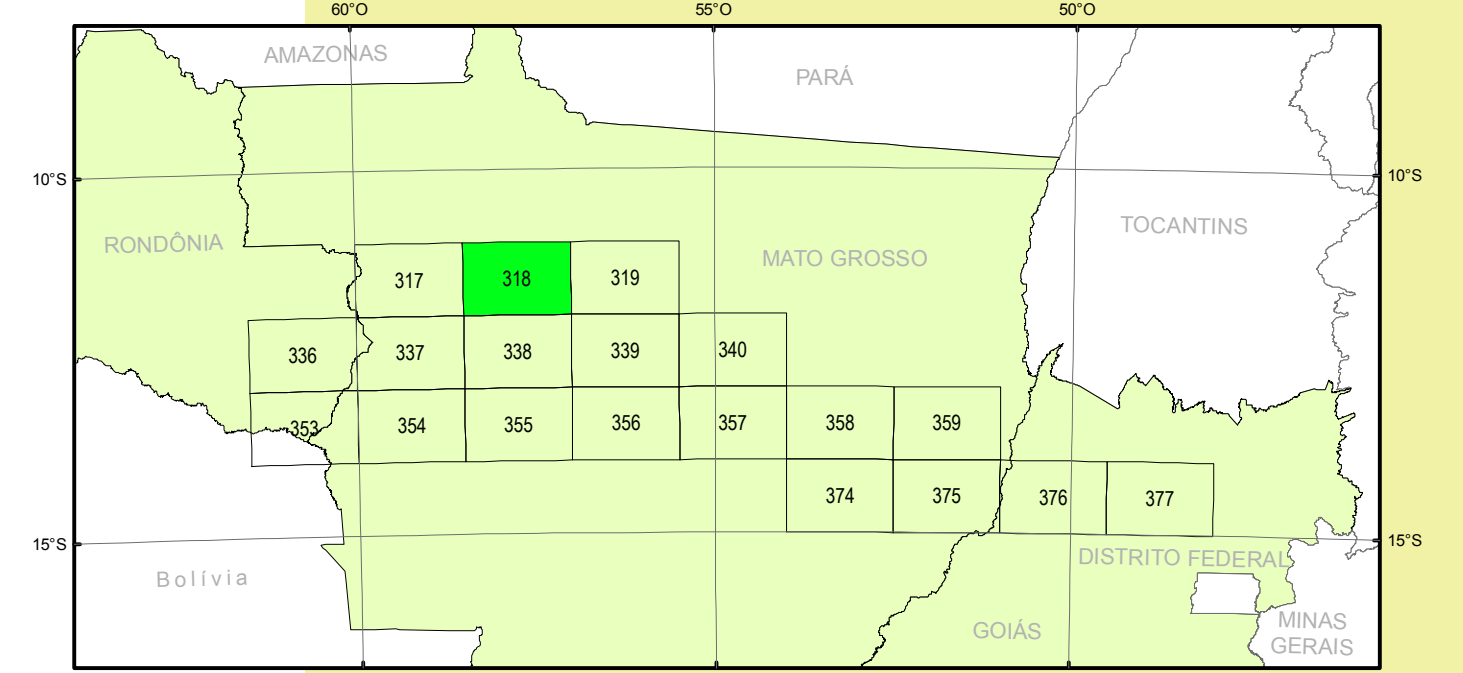 60°O 55°O 50°O
AMAZONAS
PARÁ
10°S 10°S
RONDÔNIA
TOCANTINS
MATO GROSSO
317 318 319
336 337 338 339 340
353 354 355 356 357 358 359
374 375 376 377
15°S 15°S
DISTRITO FEDERAL
Bolívia
GOIÁS
MINAS
GERAIS